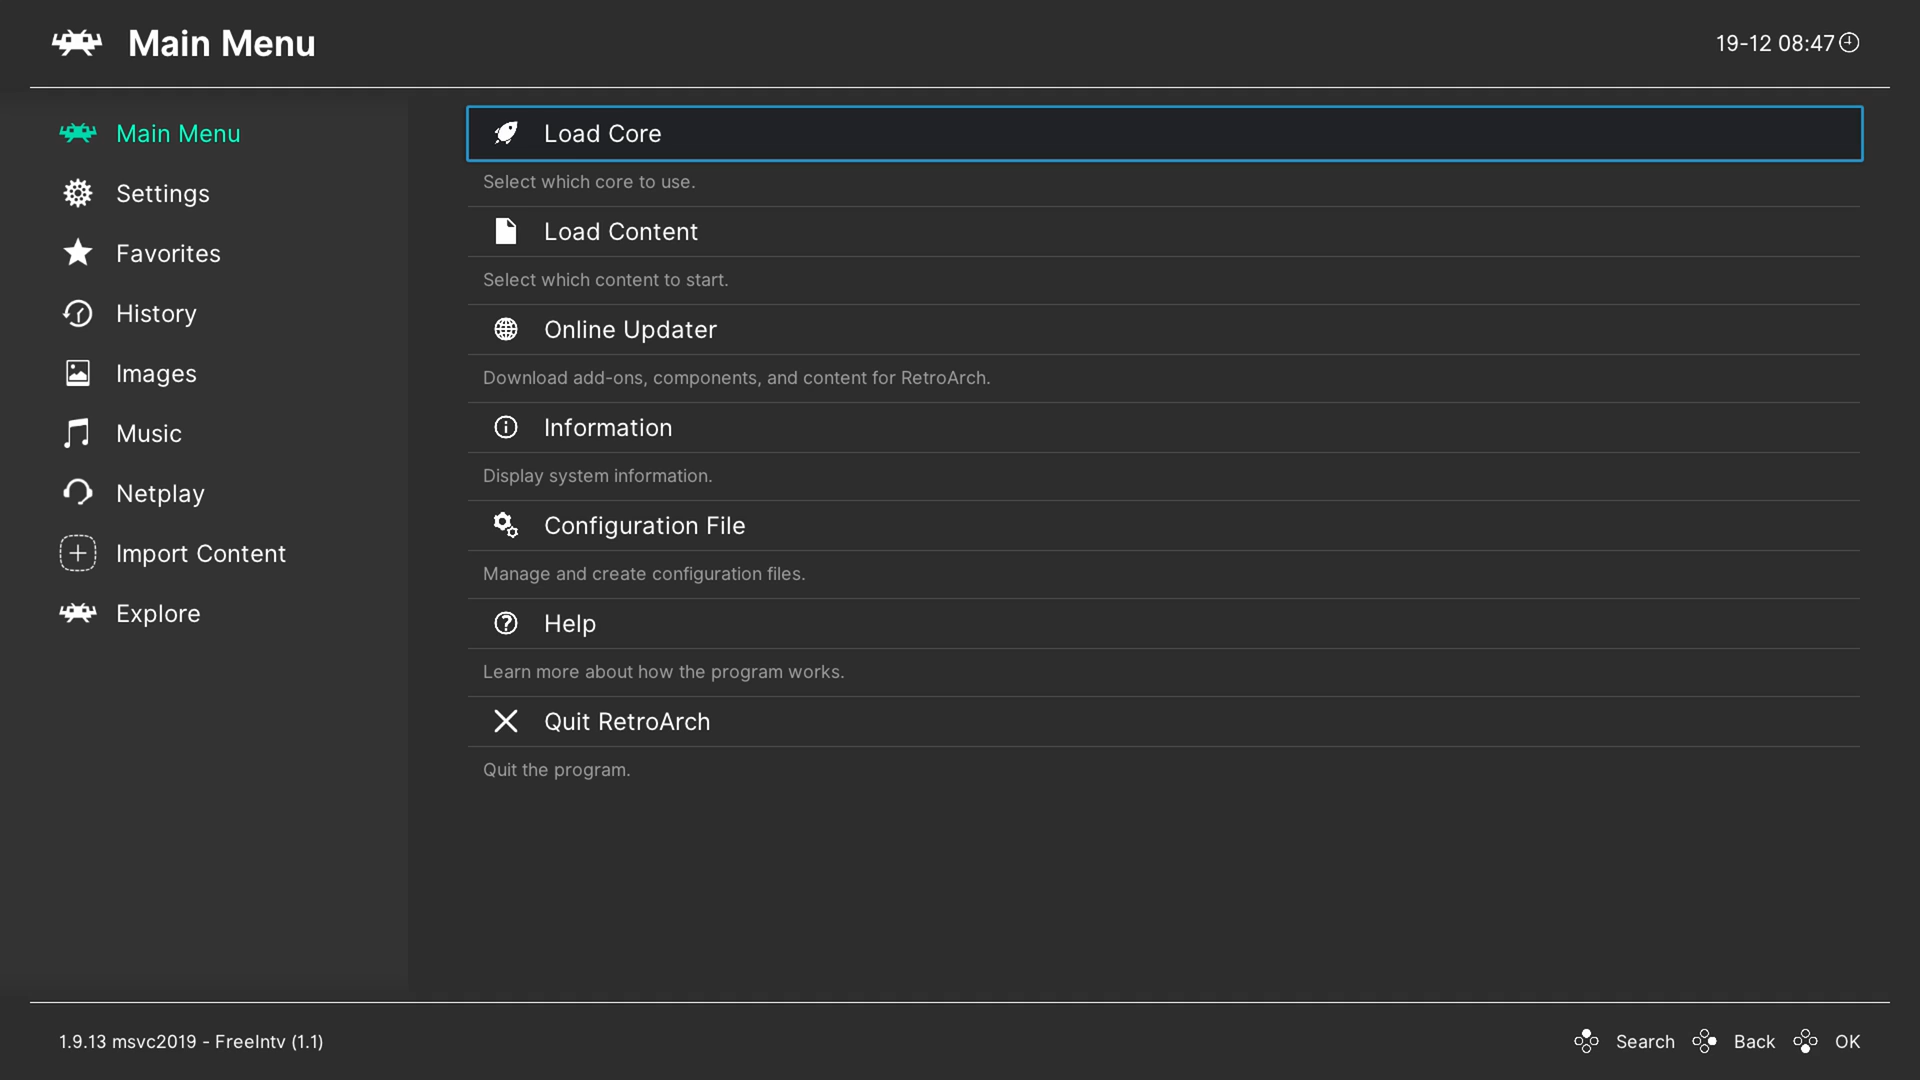 Main Menu
19-12 08:47
Main Menu
Settings
Favorites
History
Images
Music
Netplay
Import Content
Explore
Load Core
Select which core to use.
Load Content
Select which content to start.
Online Updater
Download add-ons, components, and content for RetroArch.
Information
Display system information.
Configuration File
Manage and create configuration files.
Help
Learn more about how the program works.
Quit RetroArch
Quit the program.
1.9.13 msvc2019 - FreeIntv (1.1)
Search Back OK